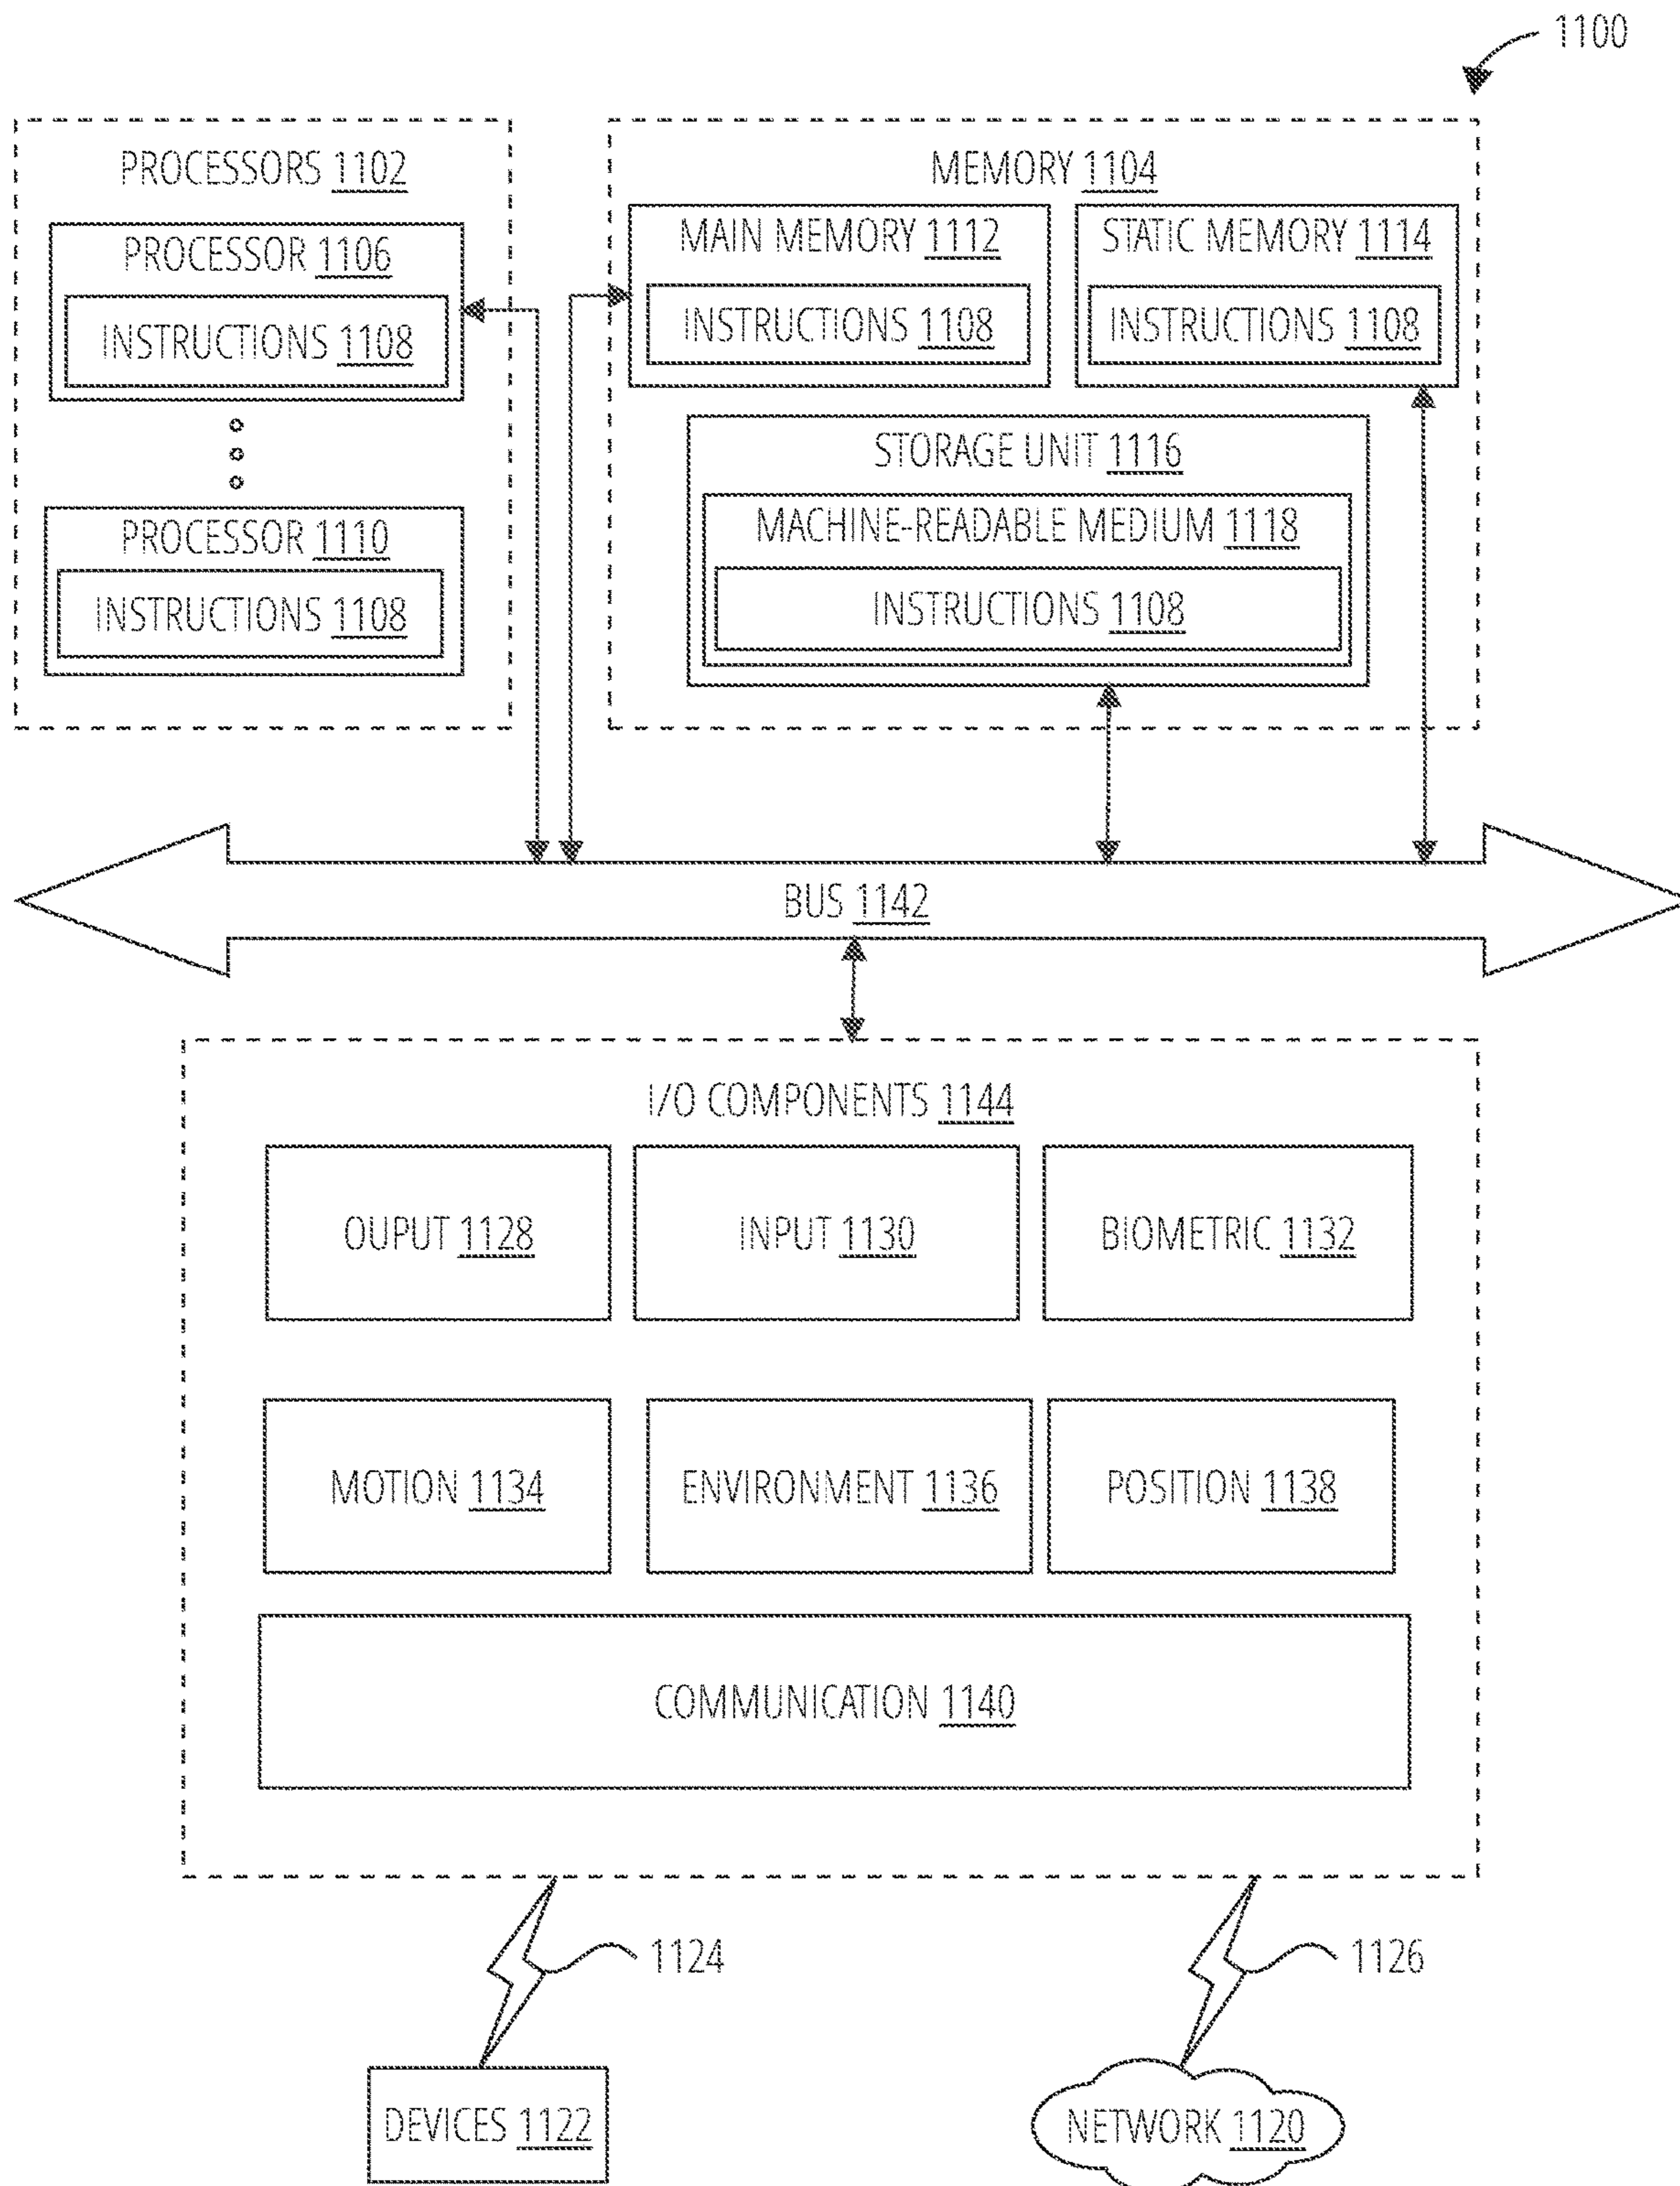 1100
PROCESSORS 1102
PROCESSOR 1106
INSTRUCTIONS 1108
PROCESSOR 1110
INSTRUCTIONS 1108
MEMORY 1104
MAIN MEMORY 1112
INSTRUCTIONS 1108
STATIC MEMORY 1114
INSTRUCTIONS 1108
STORAGE UNIT 1116
MACHINE-READABLE MEDIUM 1118
INSTRUCTIONS 1108
BUS 1142
I/O COMPONENTS 1144
OUPUT 1128
INPUT 1130
BIOMETRIC 1132
MOTION 1134
ENVIRONMENT 1136
POSITION 1138
COMMUNICATION 1140
1124
1126
DEVICES 1122
NETWORK 1120